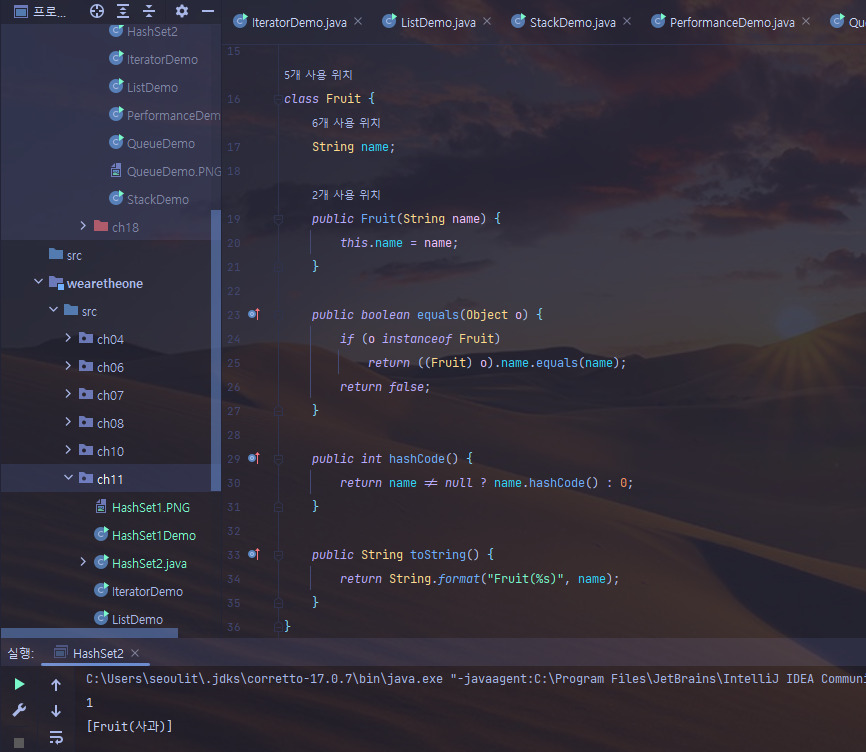 프로...
IteratorDemo.java
ListDemo.java
StackDemo.java
PerformanceDemo.java
Qu
HashSet2
IteratorDemo
ListDemo
PerformanceDem
QueueDemo
QueueDemo.PNG
StackDemo
ch18
src
wearetheone
src
ch04
ch06
ch07
ch08
ch10
ch11
HashSet1.PNG
HashSet1Demo
HashSet2.java
IteratorDemo
ListDemo
15
5개 사용 위치
16 class Fruit {
6개 사용 위치
17 String name;
18
2개 사용 위치
19 public Fruit(String name) {
20 this.name = name;
21 }
22
23 public boolean equals(Object o) {
24 if (o instanceof Fruit)
25 return ((Fruit) o).name.equals(name);
26 return false;
27 }
28
29 public int hashCode() {
30 return name ≠ null ? name.hashCode() : 0;
31 }
32
33 public String toString() {
34 return String.format("Fruit(%s)", name);
35 }
36 }
실행: HashSet2
C:\Users\seoulit\.jdks\corretto-17.0.7\bin\java.exe "-javaagent:C:\Program Files\JetBrains\IntelliJ IDEA Communi
1
[Fruit(사과)]